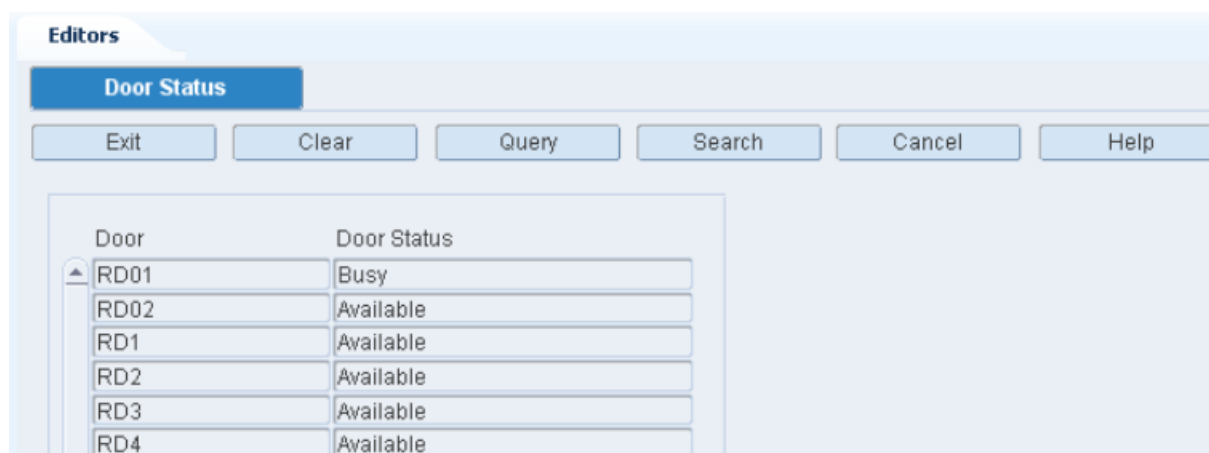 Editors
Door Status
Exit Clear Query Search Cancel Help
Door Door Status
RD01 Busy
RD02 Available
RD1 Available
RD2 Available
RD3 Available
RD4 Available